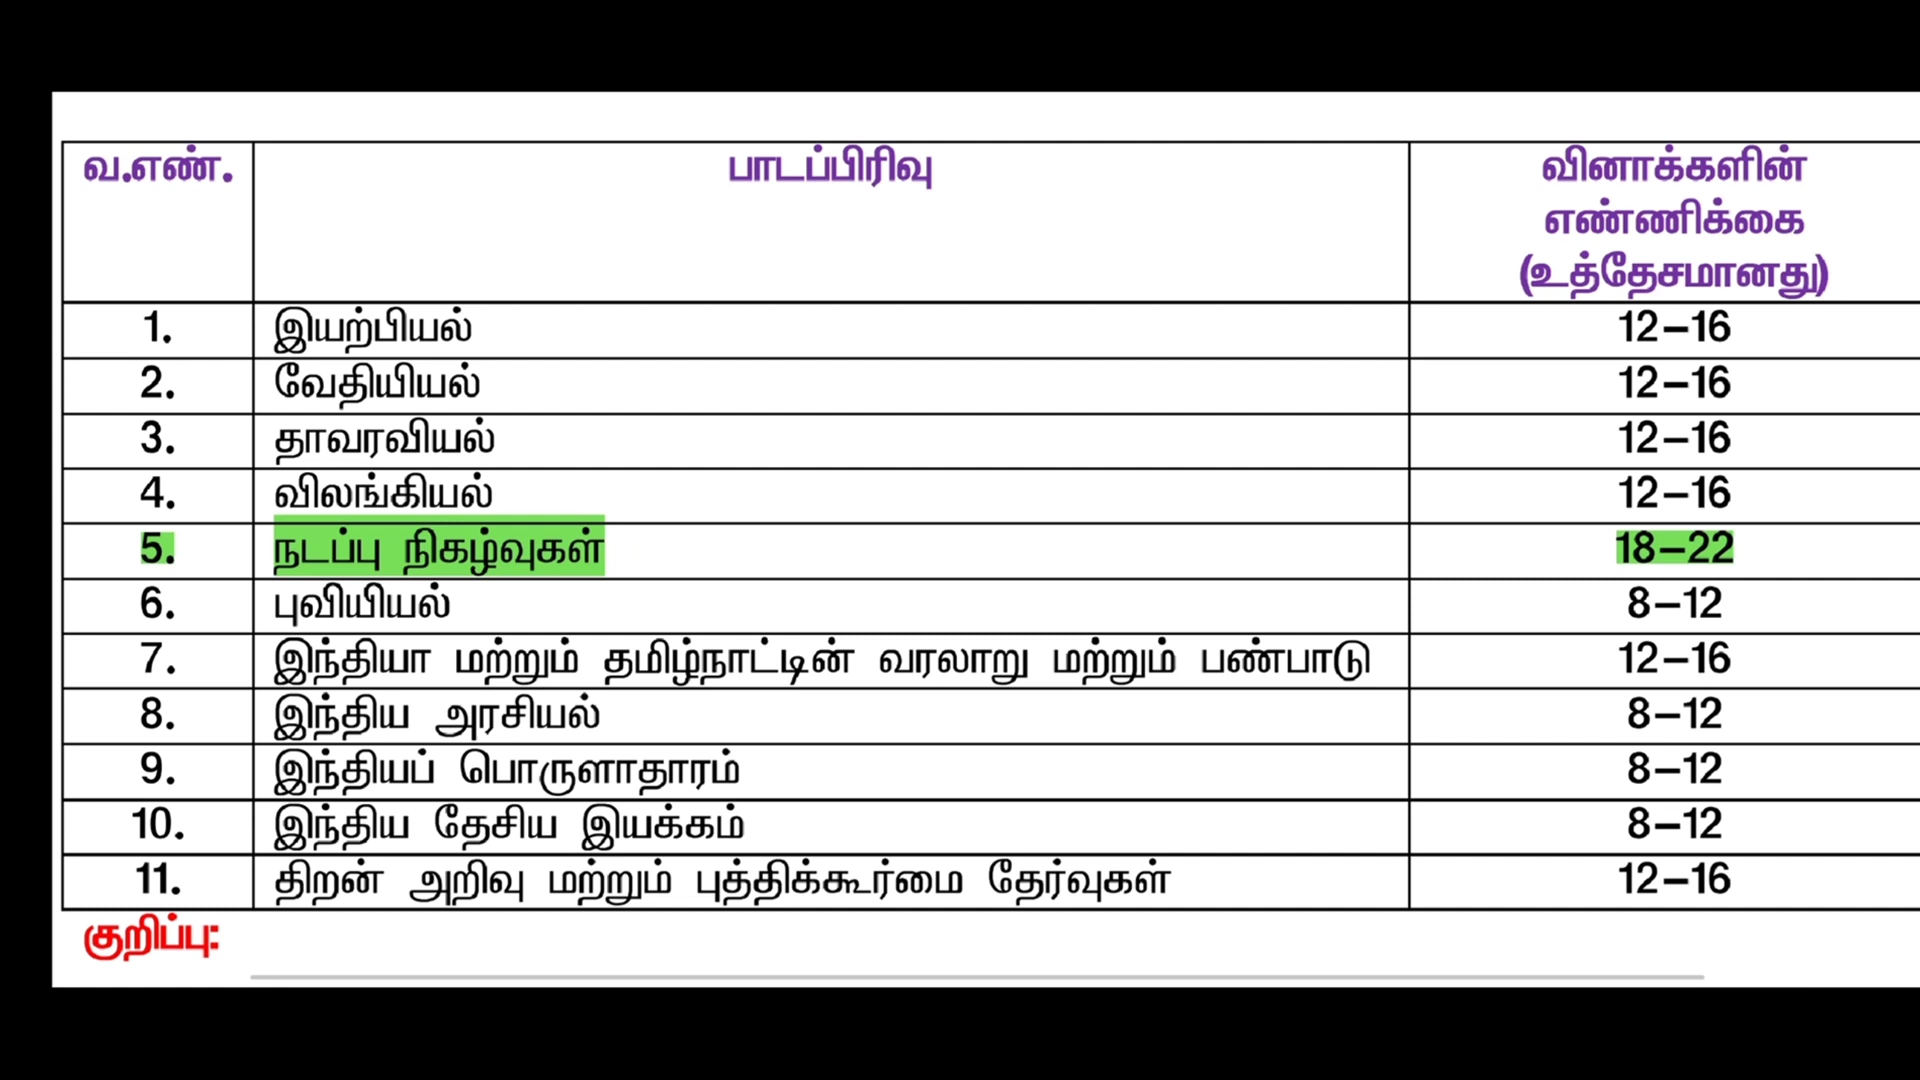 வ.எண். பாடப்பிரிவு வினாக்களின்
எண்ணிக்கை
(உத்தேசமானது)
1. இயற்பியல் 12–16
2. வேதியியல் 12–16
3. தாவரவியல் 12–16
4. விலங்கியல் 12–16
5. நடப்பு நிகழ்வுகள் 18–22
6. புவியியல் 8–12
7. இந்தியா மற்றும் தமிழ்நாட்டின் வரலாறு மற்றும் பண்பாடு 12–16
8. இந்திய அரசியல் 8–12
9. இந்தியப் பொருளாதாரம் 8–12
10. இந்திய தேசிய இயக்கம் 8–12
11. திறன் அறிவு மற்றும் புத்திக்கூர்மை தேர்வுகள் 12–16
குறிப்பு: